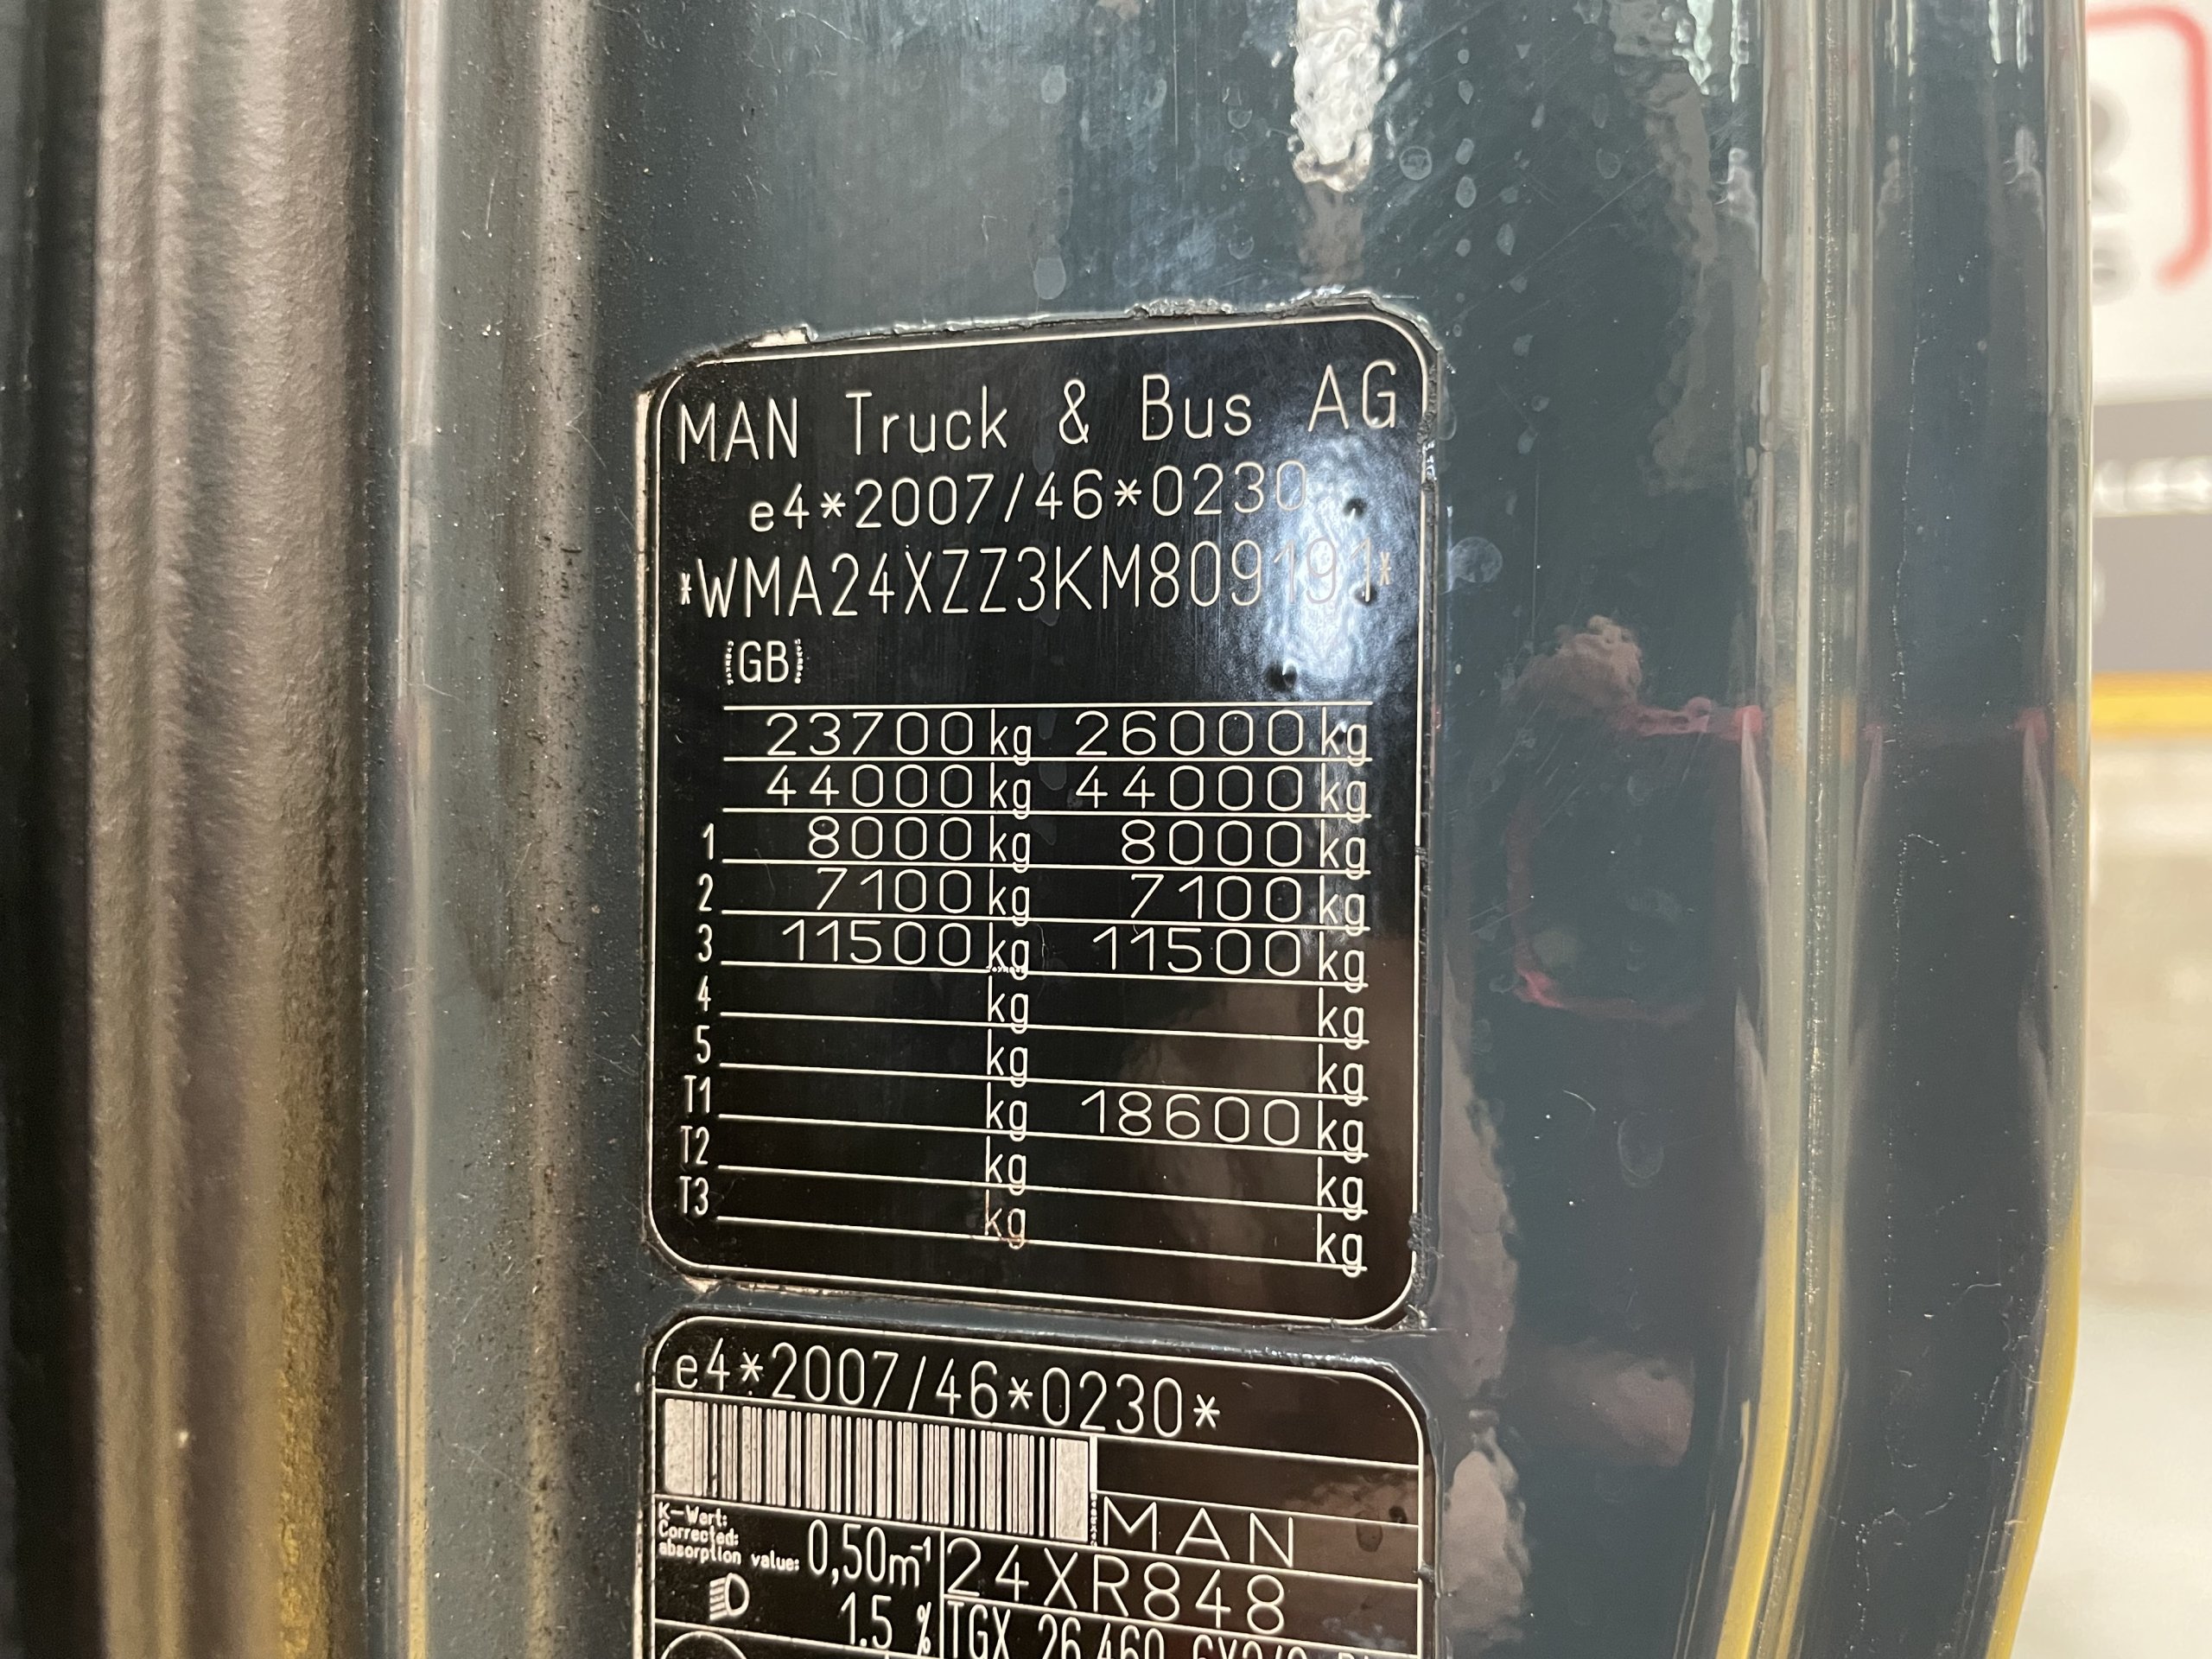 MAN Truck & Bus AG
e4*2007/46*0230
*WMA24XZZ3KM809191*
GB
23700 kg 26000 kg
44000 kg 44000 kg
1 8000 kg 8000 kg
2 7100 kg 7100 kg
3 11500 kg 11500 kg
4 kg kg
5 kg kg
T1 kg 18600 kg
T2 kg kg
T3 kg kg
e4*2007/46*0230*
MAN
K-Wert:
Corrected:
absorption value: 0,50m⁻¹
24XR848
1.5 %
TGX 26.460